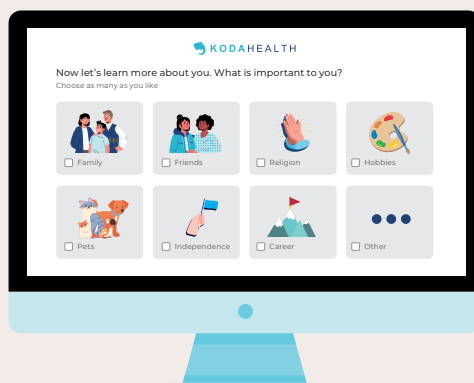 KODAHEALTH
Now let's learn more about you. What is important to you?
Choose as many as you like
Family
Friends
Religion
Hobbies
Pets
Independence
Career
Other